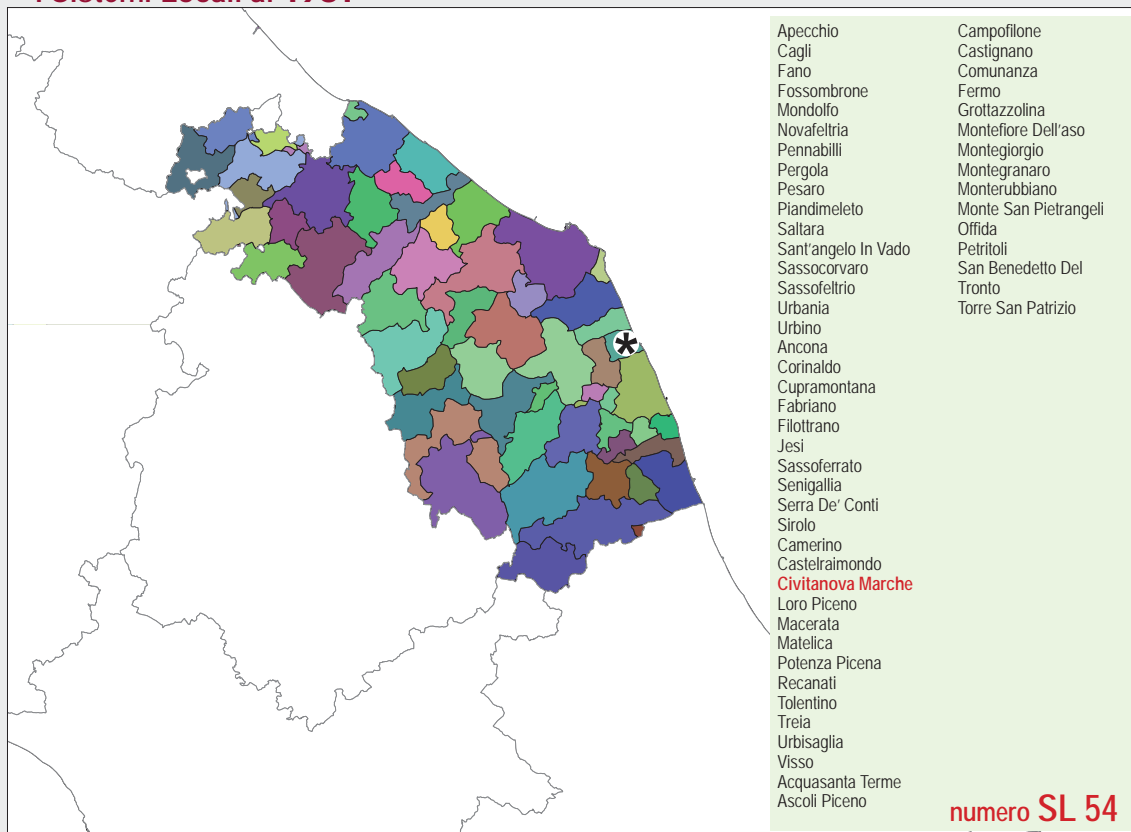 Apecchio
Cagli
Fano
Fossombrone
Mondolfo
Novafeltria
Pennabilli
Pergola
Pesaro
Piandimeleto
Saltara
Sant'angelo In Vado
Sassocorvaro
Sassofeltrio
Urbania
Urbino
Ancona
Corinaldo
Cupramontana
Fabriano
Filottrano
Jesi
Sassoferrato
Senigallia
Serra De' Conti
Sirolo
Camerino
Castelraimondo
Civitanova Marche
Loro Piceno
Macerata
Matelica
Potenza Picena
Recanati
Tolentino
Treia
Urbisaglia
Visso
Acquasanta Terme
Ascoli Piceno
Campofilone
Castignano
Comunanza
Fermo
Grottazzolina
Montefiore Dell'aso
Montegiorgio
Montegranaro
Monterubbiano
Monte San Pietrangeli
Offida
Petritoli
San Benedetto Del
Tronto
Torre San Patrizio
numero SL 54